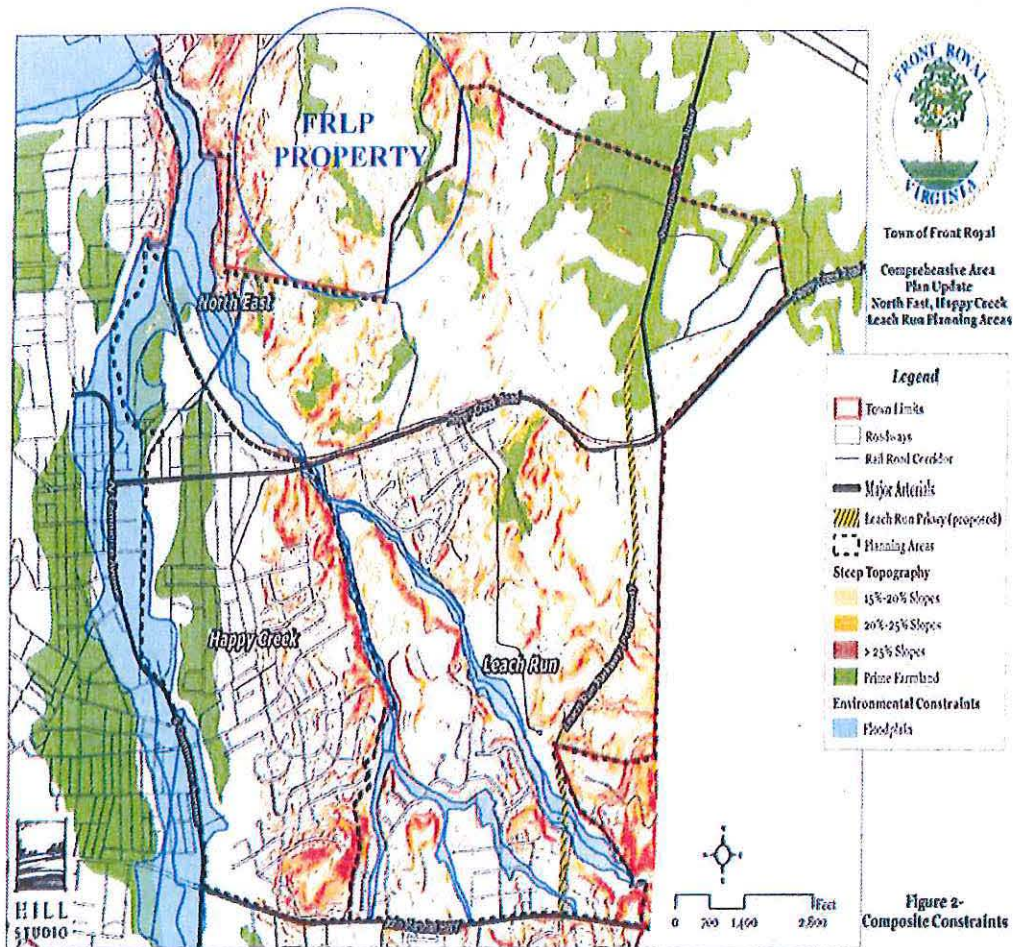 FRLP
PROPERTY
North East
Happy Creek
Leach Run
HILL
STUDIO
FRONT ROYAL
VIRGINIA
Town of Front Royal
Comprehensive Area
Plan Update
North East, Happy Creek
Leach Run Planning Areas
Legend
Town Limits
Roadways
Rail Road Corridor
Major Arterials
Leach Run Pkwy (proposed)
Planning Areas
Steep Topography
15%-20% Slopes
20%-25% Slopes
> 25% Slopes
Prime Farmland
Environmental Constraints
Floodplain
Feet
0 700 1,400 2,800
Figure 2-
Composite Constraints